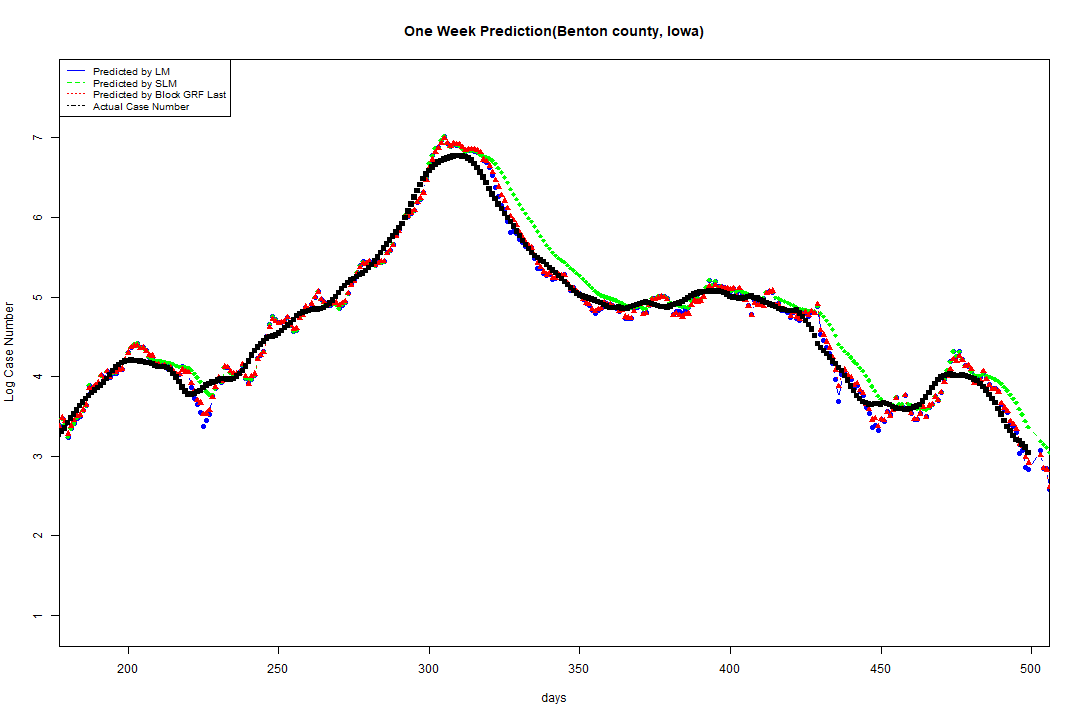 One Week Prediction(Benton county, Iowa)
Predicted by LM
Predicted by SLM
Predicted by Block GRF Last
Actual Case Number
Log Case Number
7
6
5
4
3
2
1
200 250 300 350 400 450 500
days